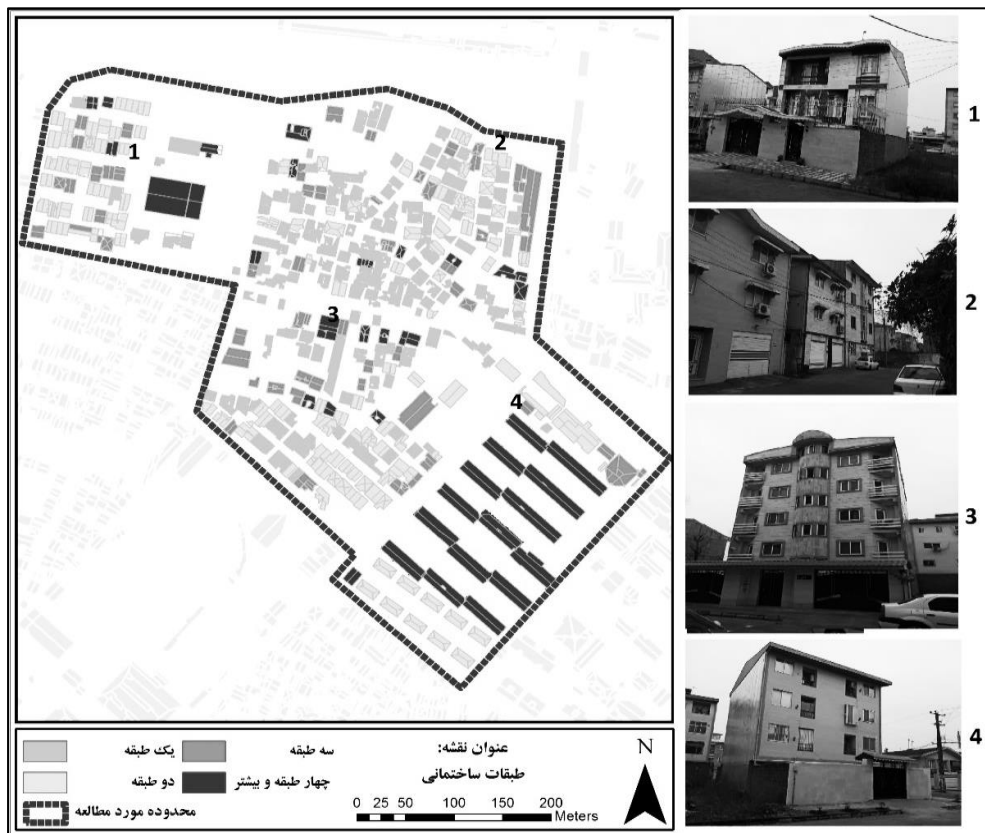 1
2
3
4
1
2
3
4
عنوان نقشه:
طبقات ساختمانی
یک طبقه
سه طبقه
دو طبقه
چهار طبقه و بیشتر
محدوده مورد مطالعه
N
0 25 50 100 150 200
Meters